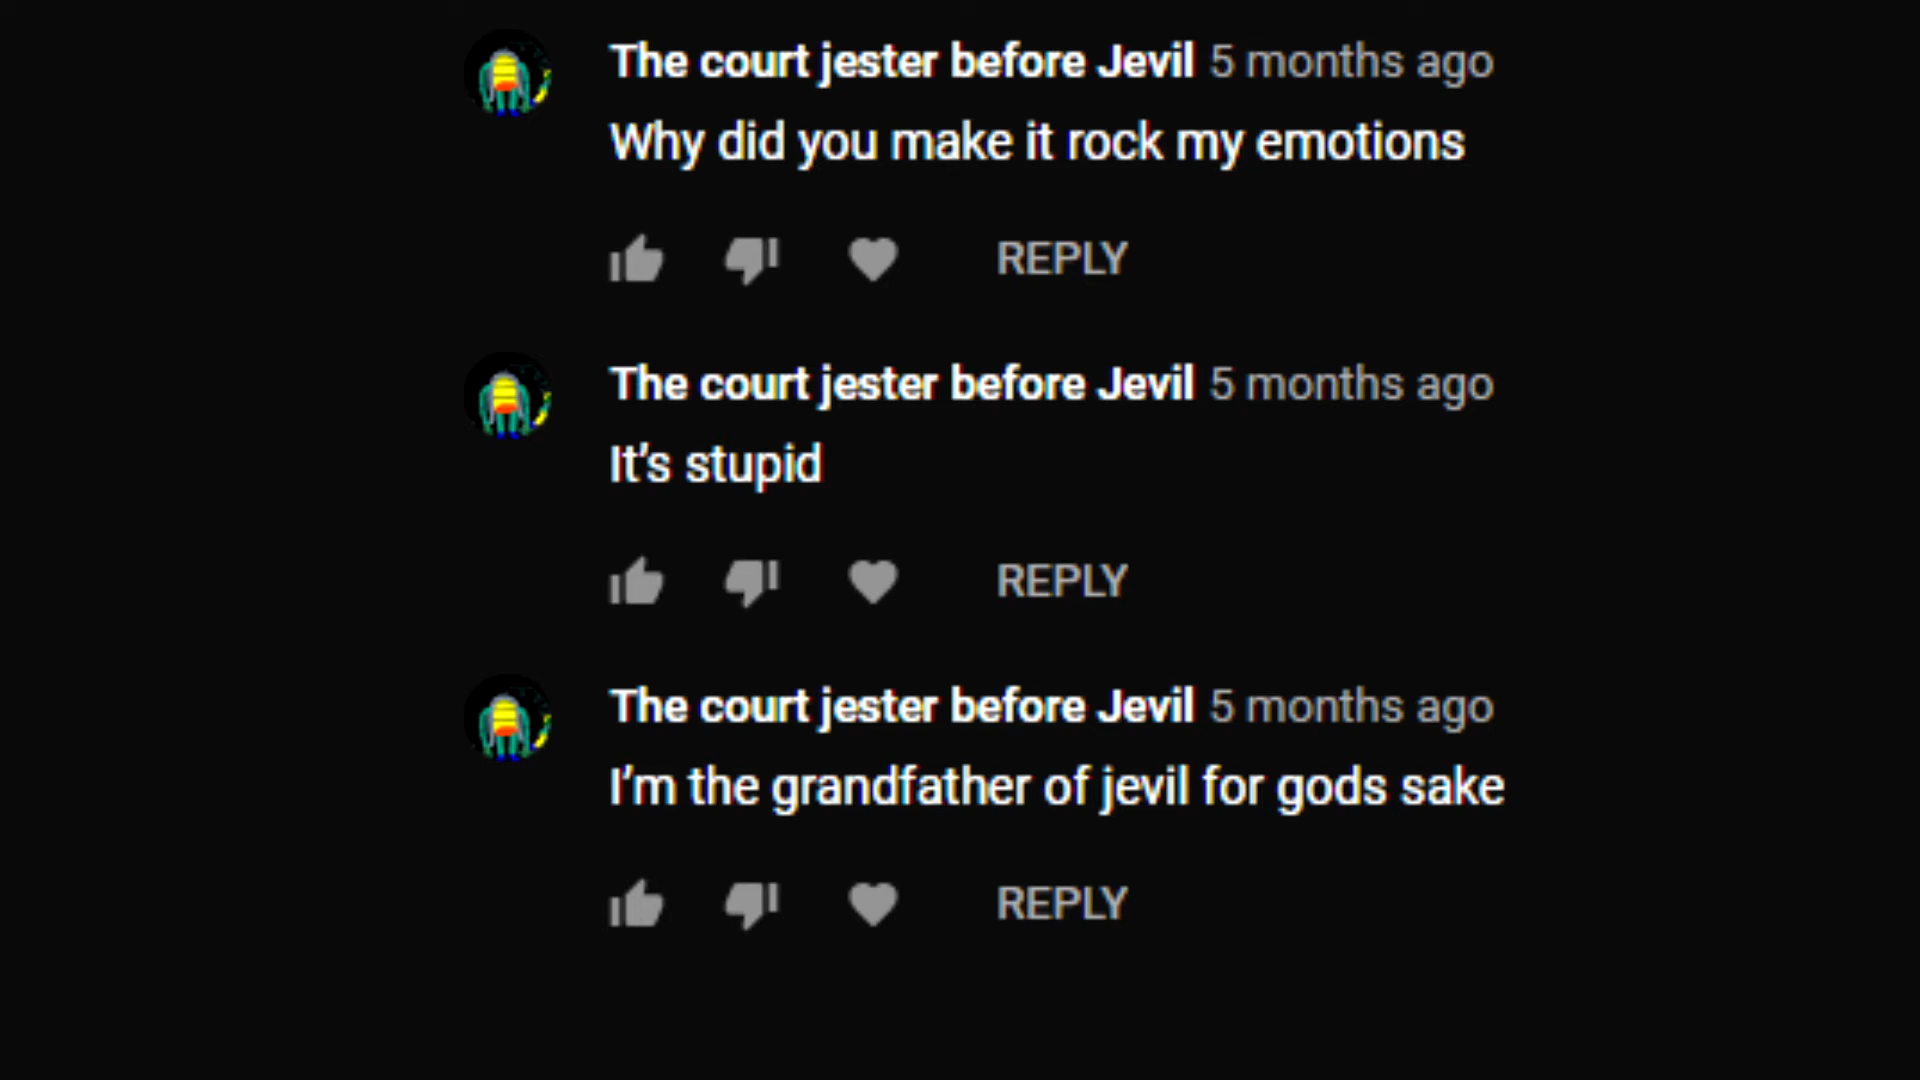 The court jester before Jevil 5 months ago
Why did you make it rock my emotions
REPLY
The court jester before Jevil 5 months ago
It's stupid
REPLY
The court jester before Jevil 5 months ago
I'm the grandfather of jevil for gods sake
REPLY